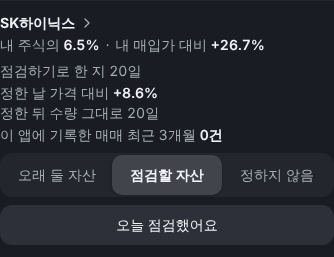 SK하이닉스 >
내 주식의 6.5% · 내 매입가 대비 +26.7%
점검하기로 한 지 20일
정한 날 가격 대비 +8.6%
정한 뒤 수량 그대로 20일
이 앱에 기록한 매매 최근 3개월 0건
오래 둘 자산 점검할 자산 정하지 않음
오늘 점검했어요